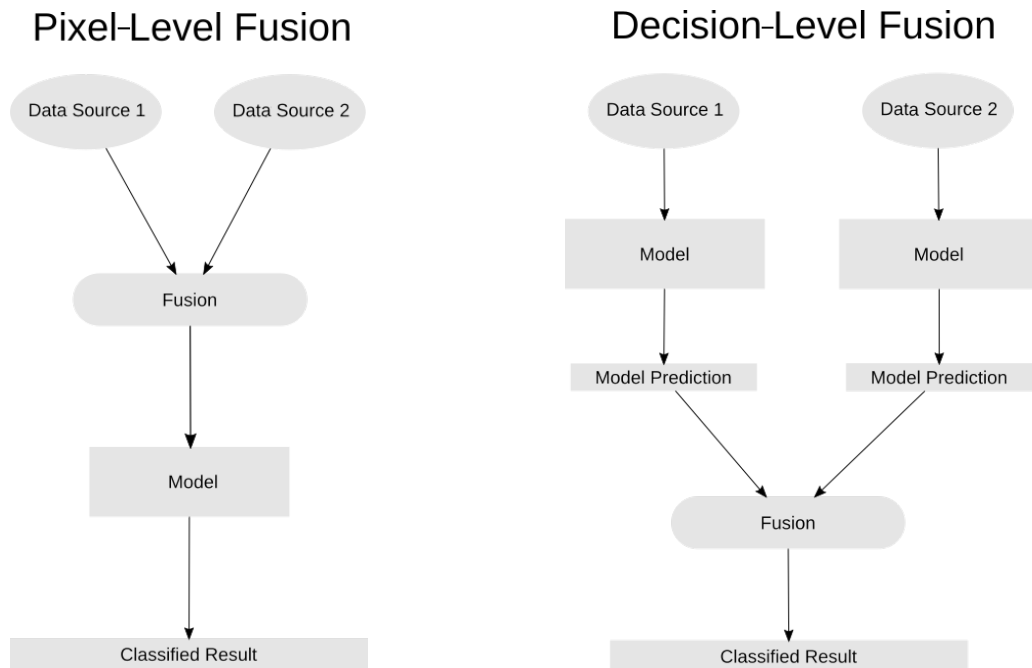 Pixel-Level Fusion
Data Source 1
Data Source 2
Fusion
Model
Classified Result
Decision-Level Fusion
Data Source 1
Data Source 2
Model
Model
Model Prediction
Model Prediction
Fusion
Classified Result